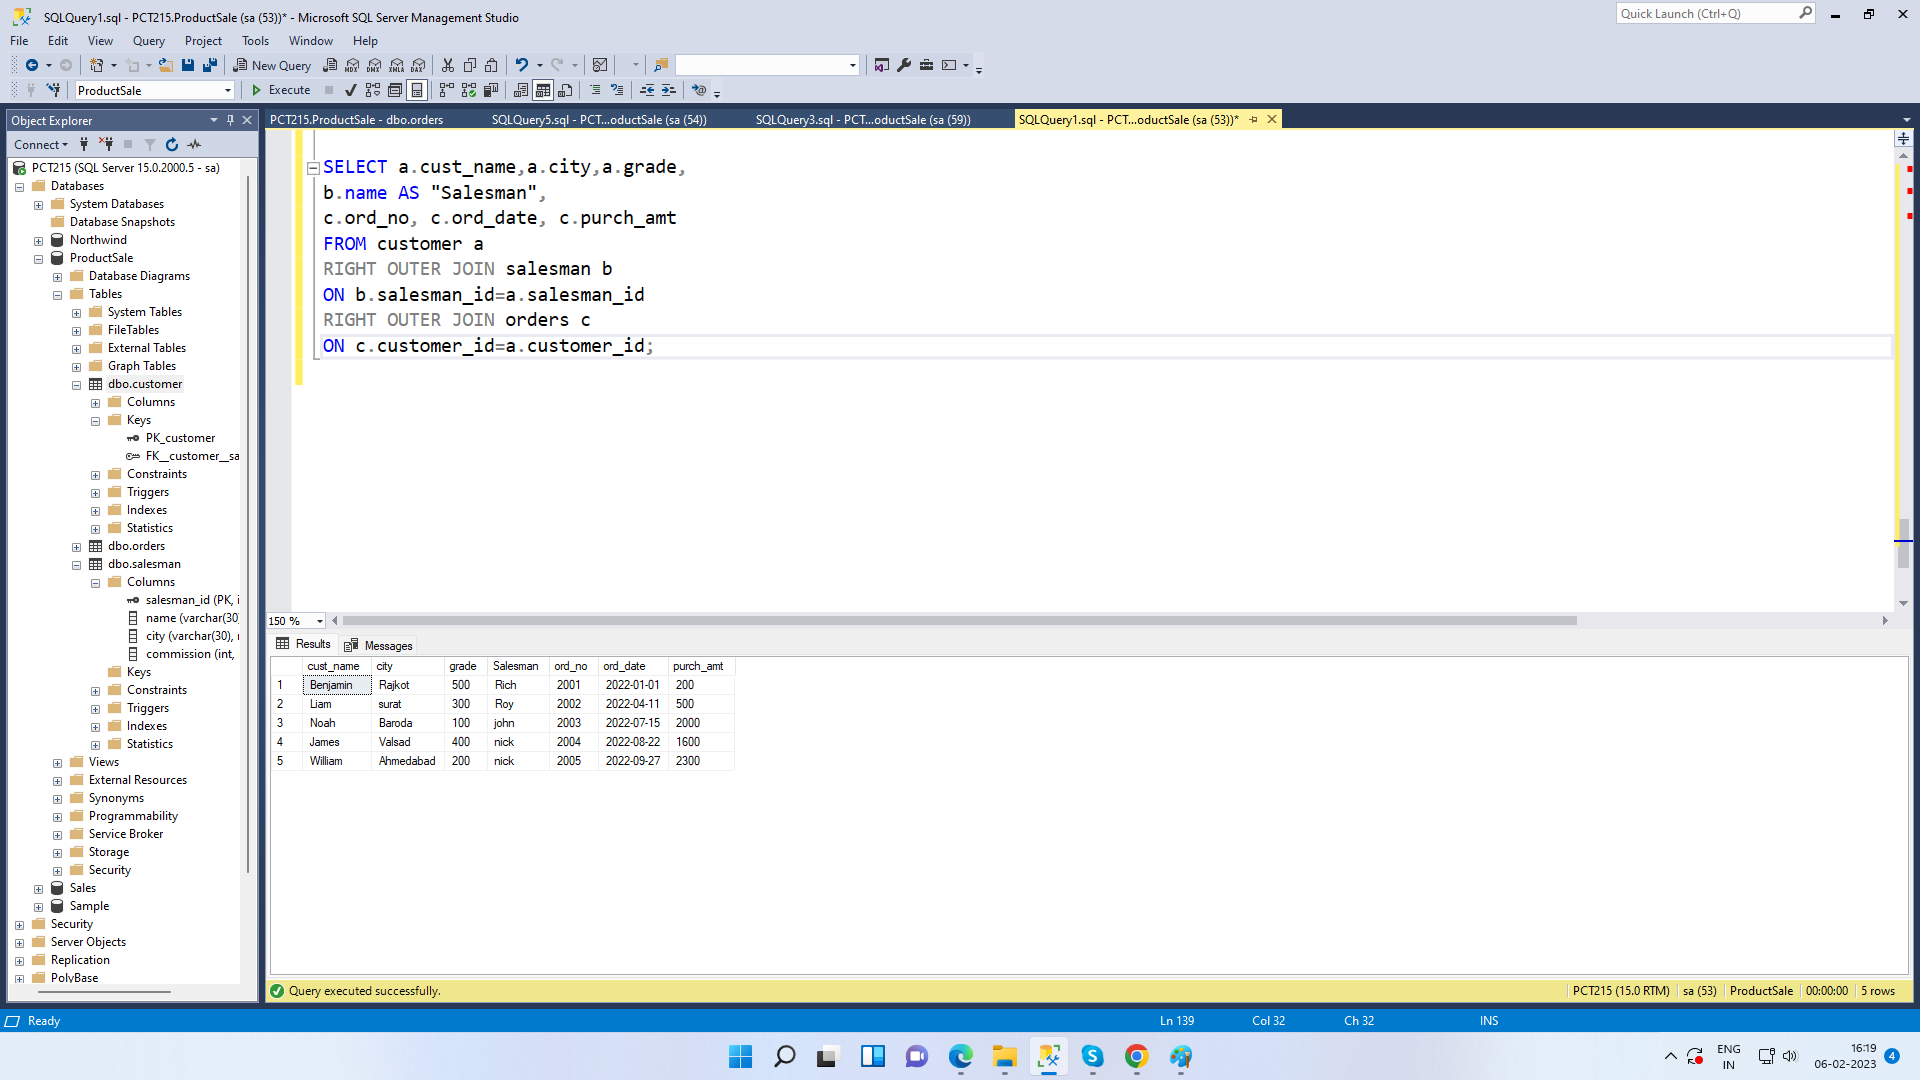 SQLQuery1.sql - PCT215.ProductSale (sa (53))* - Microsoft SQL Server Management Studio
Quick Launch (Ctrl+Q)
File Edit View Query Project Tools Window Help
New Query MDX DMX XMLA DAX
ProductSale Execute
Object Explorer
PCT215.ProductSale - dbo.orders SQLQuery5.sql - PCT...oductSale (sa (54)) SQLQuery3.sql - PCT...oductSale (sa (59)) SQLQuery1.sql - PCT...oductSale (sa (53))*
Connect
PCT215 (SQL Server 15.0.2000.5 - sa)
Databases
System Databases
Database Snapshots
Northwind
ProductSale
Database Diagrams
Tables
System Tables
FileTables
External Tables
Graph Tables
dbo.customer
Columns
Keys
PK_customer
FK__customer__sa
Constraints
Triggers
Indexes
Statistics
dbo.orders
dbo.salesman
Columns
salesman_id (PK, i
name (varchar(30)
city (varchar(30), r
commission (int,
Keys
Constraints
Triggers
Indexes
Statistics
Views
External Resources
Synonyms
Programmability
Service Broker
Storage
Security
Sales
Sample
Security
Server Objects
Replication
PolyBase
SELECT a.cust_name,a.city,a.grade,
b.name AS "Salesman",
c.ord_no, c.ord_date, c.purch_amt
FROM customer a
RIGHT OUTER JOIN salesman b
ON b.salesman_id=a.salesman_id
RIGHT OUTER JOIN orders c
ON c.customer_id=a.customer_id;
150 %
Results Messages
cust_name city grade Salesman ord_no ord_date purch_amt
1 Benjamin Rajkot 500 Rich 2001 2022-01-01 200
2 Liam surat 300 Roy 2002 2022-04-11 500
3 Noah Baroda 100 john 2003 2022-07-15 2000
4 James Valsad 400 nick 2004 2022-08-22 1600
5 William Ahmedabad 200 nick 2005 2022-09-27 2300
Query executed successfully. PCT215 (15.0 RTM) sa (53) ProductSale 00:00:00 5 rows
Ready Ln 139 Col 32 Ch 32 INS
ENG
IN
16:19
06-02-2023
4